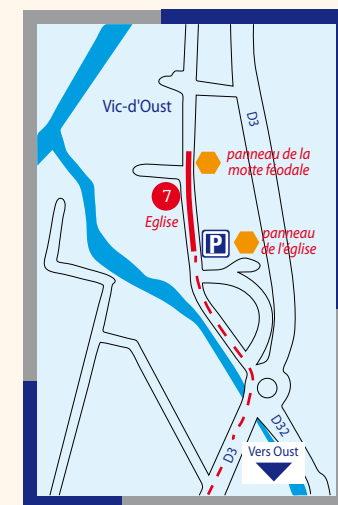 Vic-d'Oust
D3
panneau de la
motte féodale
7
Eglise
P
panneau
de l'église
D3
D32
Vers Oust